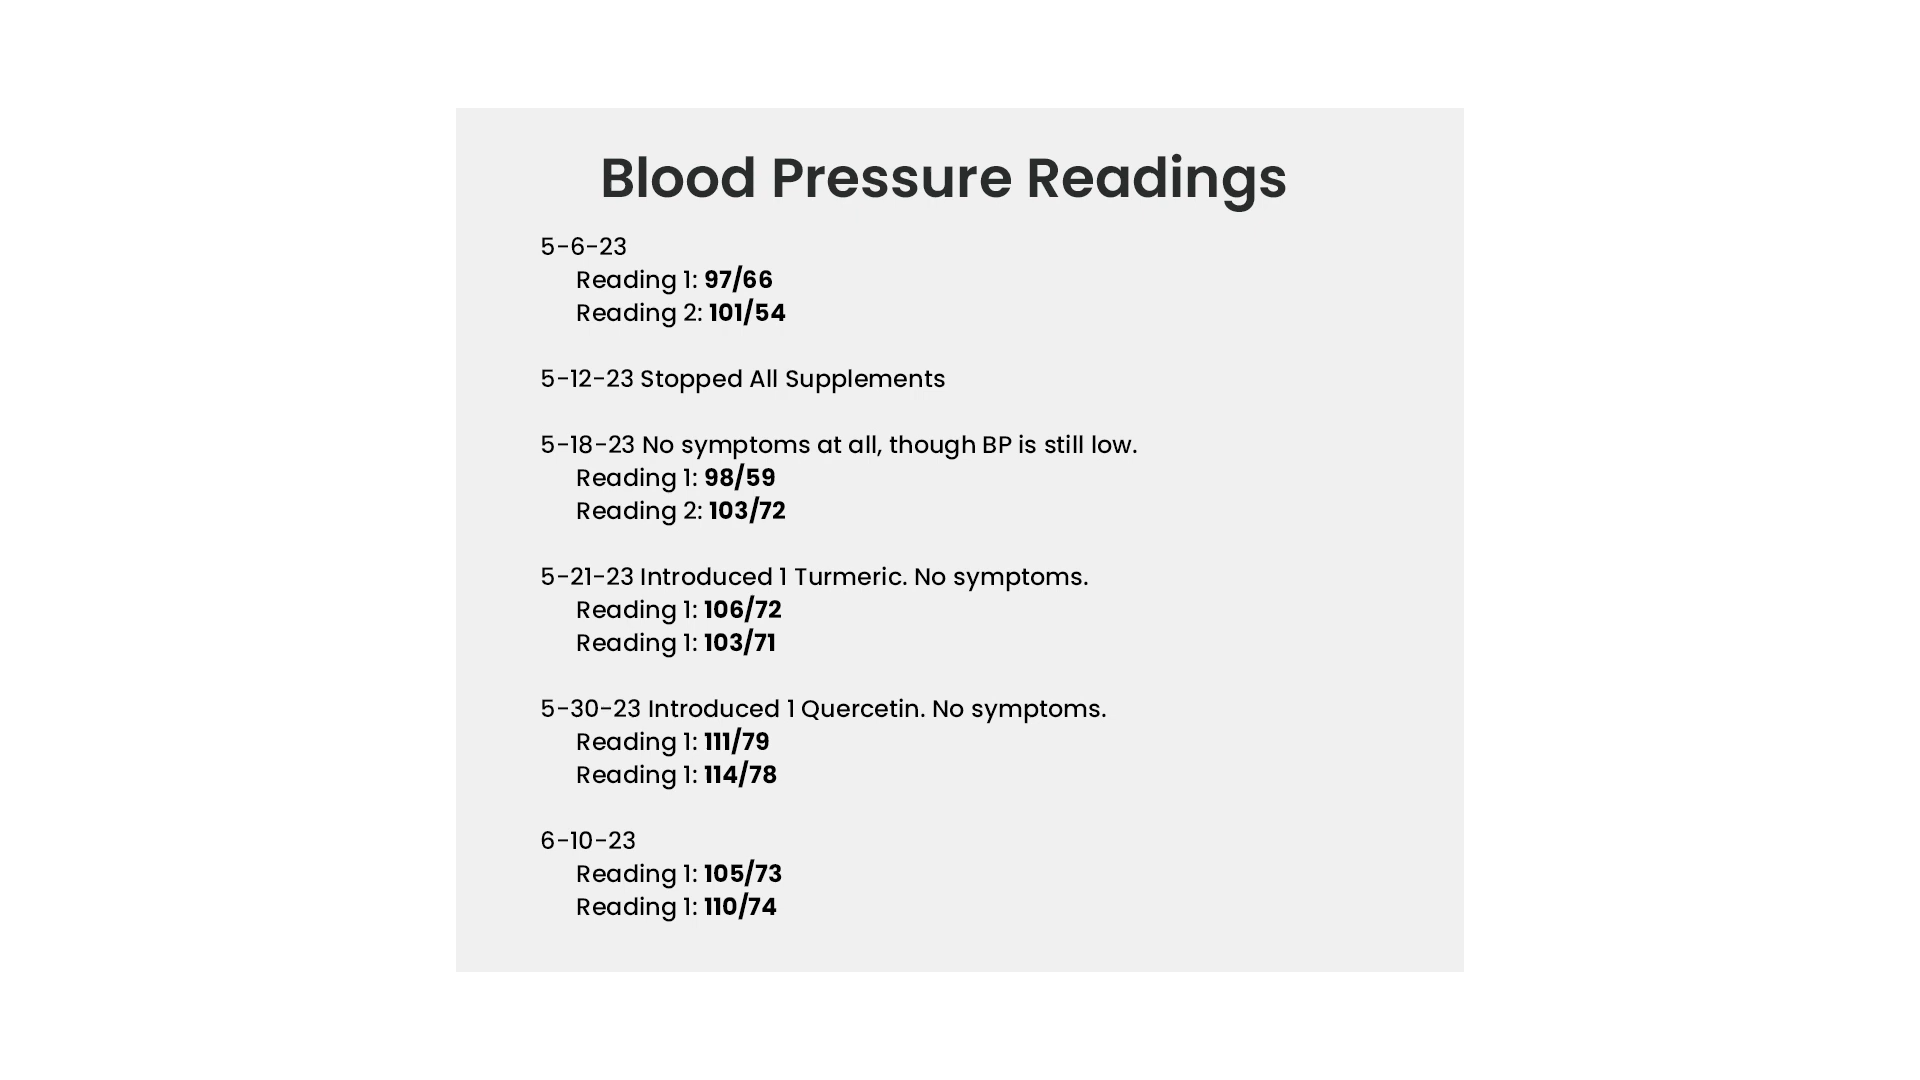 Blood Pressure Readings
5-6-23
Reading 1: 97/66
Reading 2: 101/54
5-12-23 Stopped All Supplements
5-18-23 No symptoms at all, though BP is still low.
Reading 1: 98/59
Reading 2: 103/72
5-21-23 Introduced 1 Turmeric. No symptoms.
Reading 1: 106/72
Reading 1: 103/71
5-30-23 Introduced 1 Quercetin. No symptoms.
Reading 1: 111/79
Reading 1: 114/78
6-10-23
Reading 1: 105/73
Reading 1: 110/74